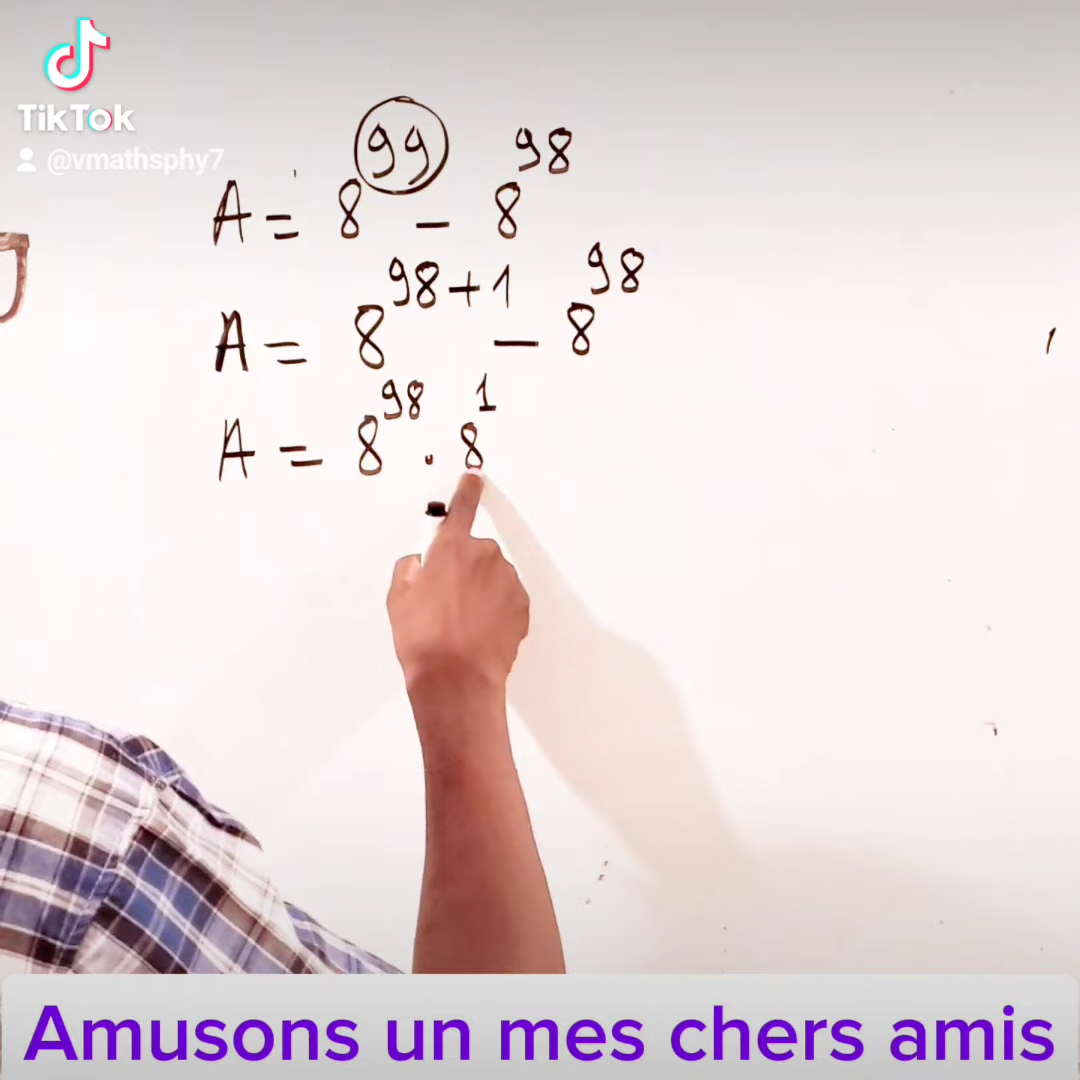 TikTok
@vmathsphy7
A = 8^99 - 8^98
A = 8^98+1 - 8^98
A = 8^98 . 8^1
Amusons un mes chers amis